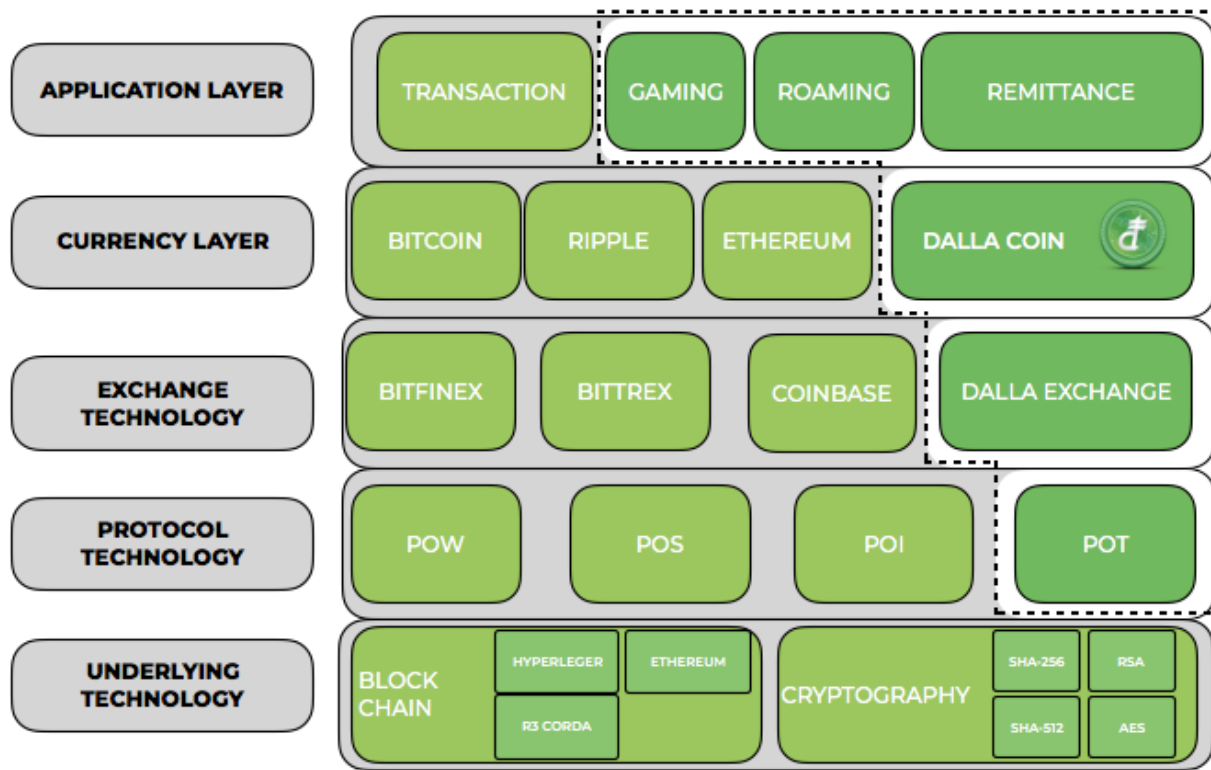 APPLICATION LAYER
TRANSACTION
GAMING
ROAMING
REMITTANCE
CURRENCY LAYER
BITCOIN
RIPPLE
ETHEREUM
DALLA COIN
EXCHANGE
TECHNOLOGY
BITFINEX
BITTREX
COINBASE
DALLA EXCHANGE
PROTOCOL
TECHNOLOGY
POW
POS
POI
POT
UNDERLYING
TECHNOLOGY
BLOCK
CHAIN
HYPERLEGER
ETHEREUM
R3 CORDA
CRYPTOGRAPHY
SHA-256
RSA
SHA-512
AES